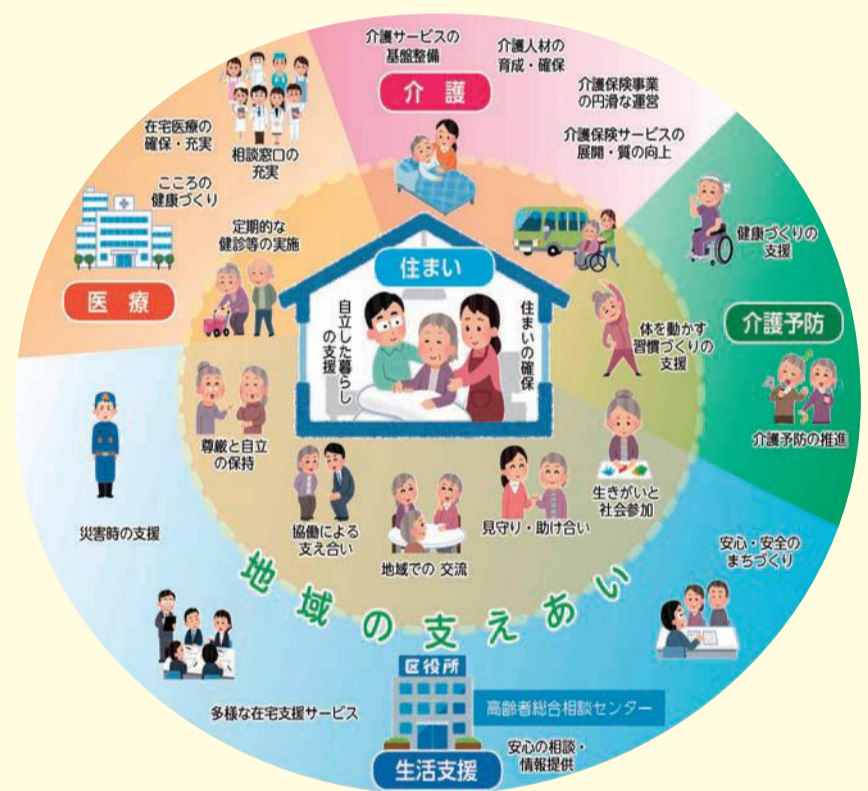 介護サービスの
基盤整備
介護人材の
育成・確保
介護
介護保険事業
の円滑な運営
介護保険サービスの
展開・質の向上
在宅医療の
確保・充実
相談窓口の
充実
こころの
健康づくり
定期的な
健診等の実施
医療
住まい
自立した暮らし
の支援
住まいの確保
健康づくりの
支援
介護予防
体を動かす
習慣づくりの
支援
介護予防の推進
尊厳と自立
の保持
協働による
支え合い
地域での 交流
見守り・助け合い
生きがいと
社会参加
災害時の支援
安心・安全の
まちづくり
地域の支えあい
区役所
多様な在宅支援サービス
高齢者総合相談センター
生活支援
安心の相談・
情報提供